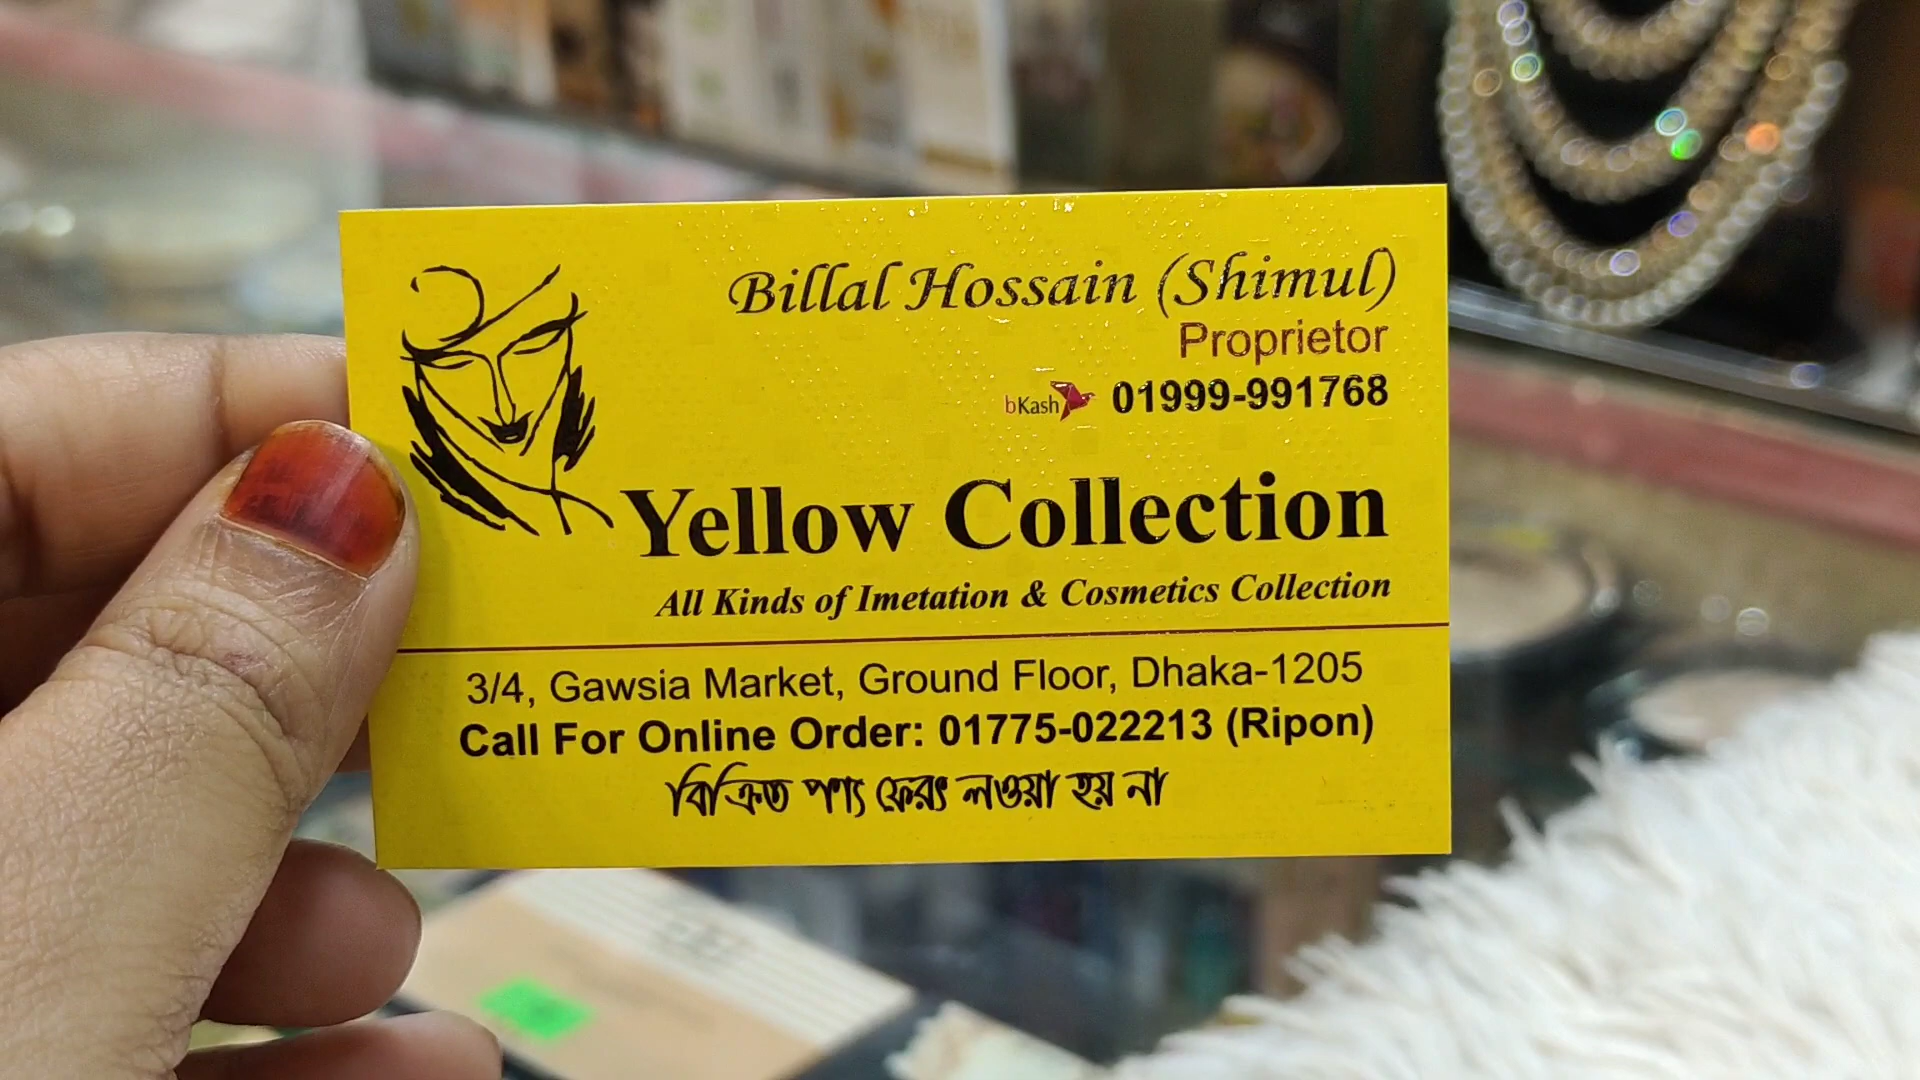 Billal Hossain (Shimul)
Proprietor
bKash 01999-991768
Yellow Collection
All Kinds of Imetation & Cosmetics Collection
3/4, Gawsia Market, Ground Floor, Dhaka-1205
Call For Online Order: 01775-022213 (Ripon)
বিক্রিত পণ্য ফেরৎ লওয়া হয় না